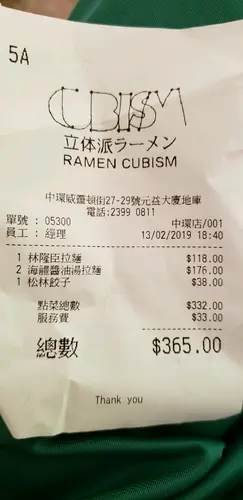 5A
CUBISM
立体派ラーメン
RAMEN CUBISM
中環威靈頓街27-29號元益大廈地庫
電話:2399 0811
單號 : 05300 中環店/001
員工 : 經理 13/02/2019 18:40
1 林隆臣拉麵 $118.00
2 海體醬油湯拉麵 $176.00
1 松林餃子 $38.00
點菜總數 $332.00
服務費 $33.00
總數 $365.00
Thank you